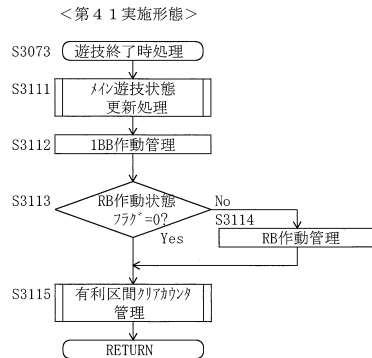 ＜第４１実施形態＞
S3073
遊技終了時処理
S3111
ﾒｲﾝ遊技状態
更新処理
S3112
1BB作動管理
S3113
RB作動状態
ﾌﾗｸﾞ=0?
No
S3114
RB作動管理
Yes
S3115
有利区間ｸﾘｱｶｳﾝﾀ
管理
RETURN